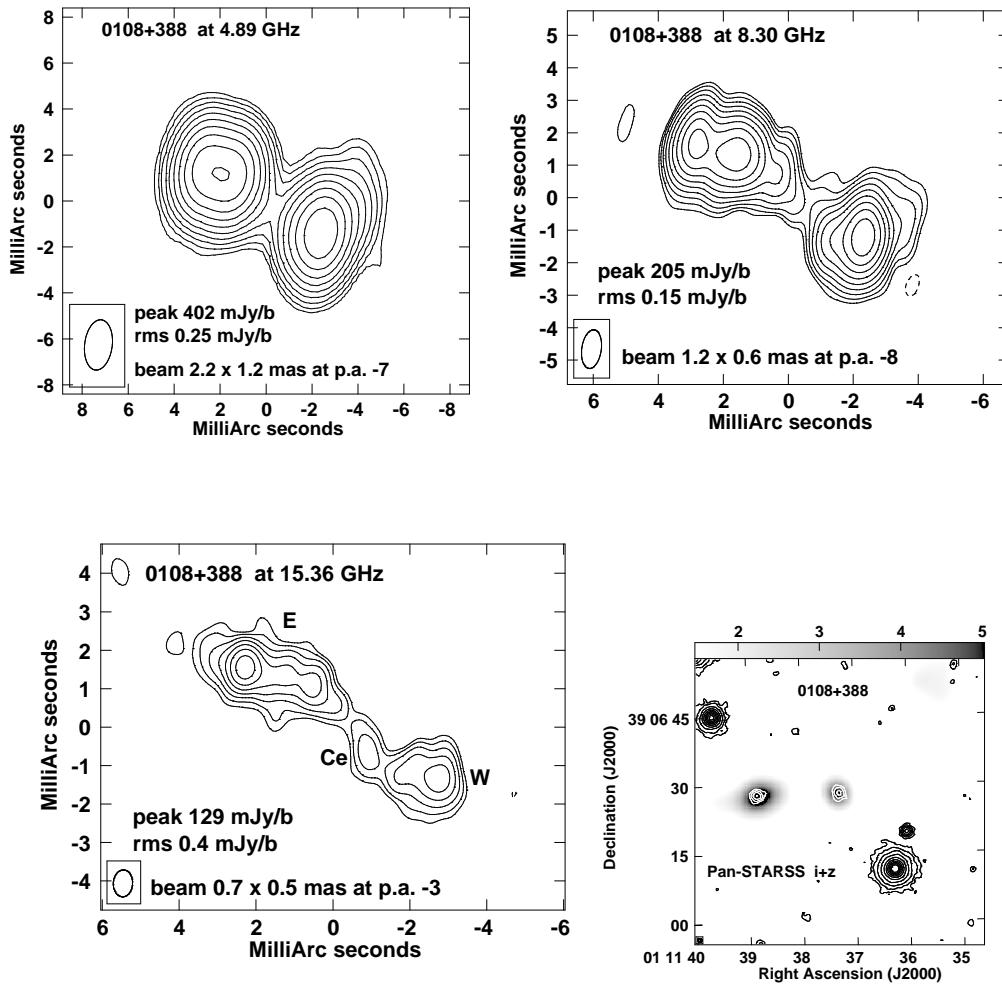 0108+388 at 4.89 GHz
8
6
4
2
0
-2
-4
-6
-8
MilliArc seconds
peak 402 mJy/b
rms 0.25 mJy/b
beam 2.2 x 1.2 mas at p.a. -7
8 6 4 2 0 -2 -4 -6 -8
MilliArc seconds
0108+388 at 8.30 GHz
5
4
3
2
1
0
-1
-2
-3
-4
-5
MilliArc seconds
peak 205 mJy/b
rms 0.15 mJy/b
beam 1.2 x 0.6 mas at p.a. -8
6 4 2 0 -2 -4 -6
MilliArc seconds
0108+388 at 15.36 GHz
4
3
2
1
0
-1
-2
-3
-4
MilliArc seconds
E
Ce
W
peak 129 mJy/b
rms 0.4 mJy/b
beam 0.7 x 0.5 mas at p.a. -3
6 4 2 0 -2 -4 -6
MilliArc seconds
2 3 4 5
0108+388
39 06 45
30
15
00
Declination (J2000)
Pan-STARSS i+z
01 11 40 39 38 37 36 35
Right Ascension (J2000)